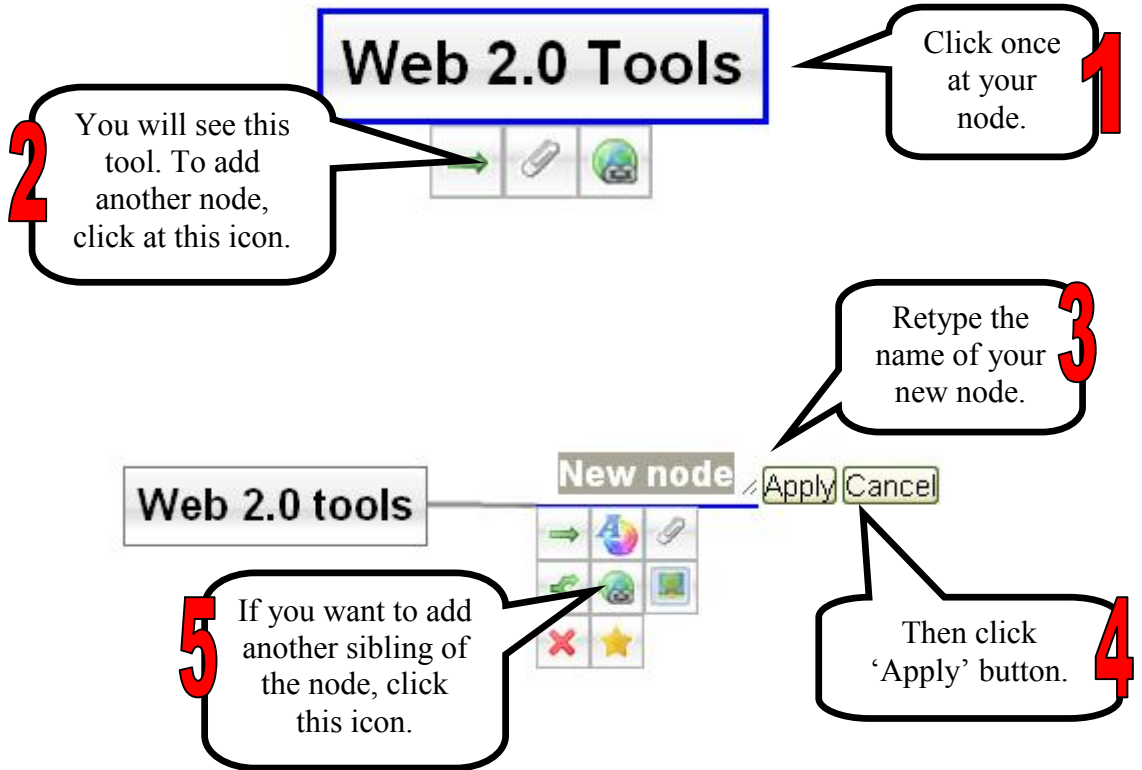 Web 2.0 Tools
1
Click once
at your
node.
2
You will see this
tool. To add
another node,
click at this icon.
3
Retype the
name of your
new node.
New node
Apply Cancel
Web 2.0 tools
4
Then click
‘Apply’ button.
5
If you want to add
another sibling of
the node, click
this icon.